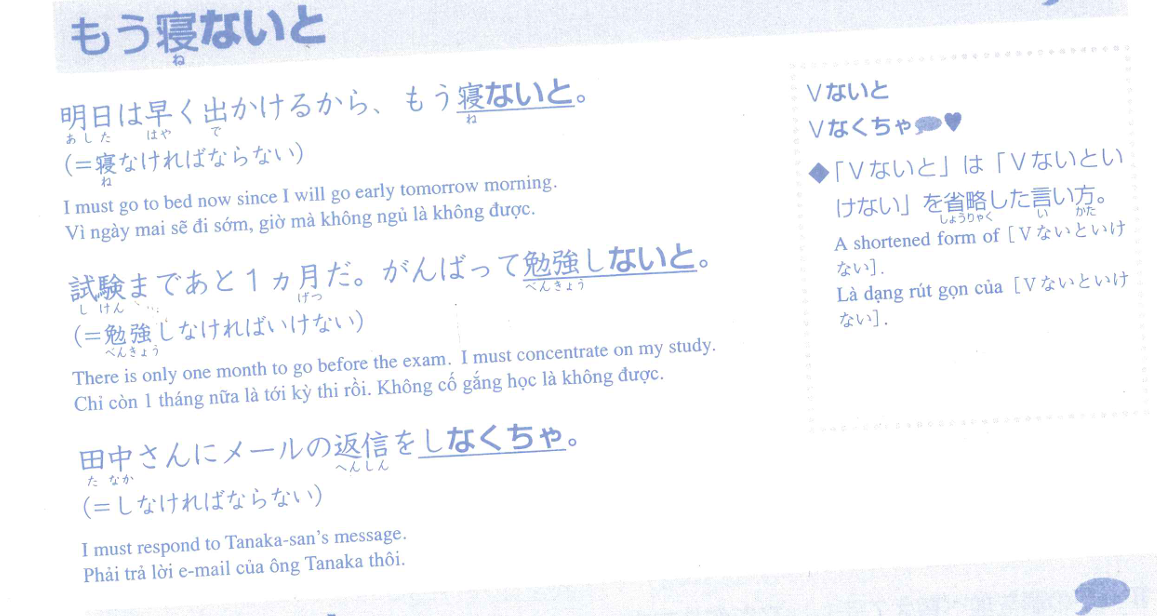 もう寝ないと
ね
明日は早く出かけるから、もう寝ないと。
あした はや で ね
(=寝なければならない)
ね
I must go to bed now since I will go early tomorrow morning.
Vì ngày mai sẽ đi sớm, giờ mà không ngủ là không được.
試験まであと1ヵ月だ。がんばって勉強しないと。
しけん げつ べんきょう
(=勉強しなければいけない)
べんきょう
There is only one month to go before the exam. I must concentrate on my study.
Chỉ còn 1 tháng nữa là tới kỳ thi rồi. Không cố gắng học là không được.
田中さんにメールの返信をしなくちゃ。
たなか へんしん
(=しなければならない)
I must respond to Tanaka-san's message.
Phải trả lời e-mail của ông Tanaka thôi.
Vないと
Vなくちゃ
◆「Vないと」は「Vないとい
けない」を省略した言い方。
しょうりゃく い かた
A shortened form of [Vないといけ
ない].
Là dạng rút gọn của [Vないといけ
ない].